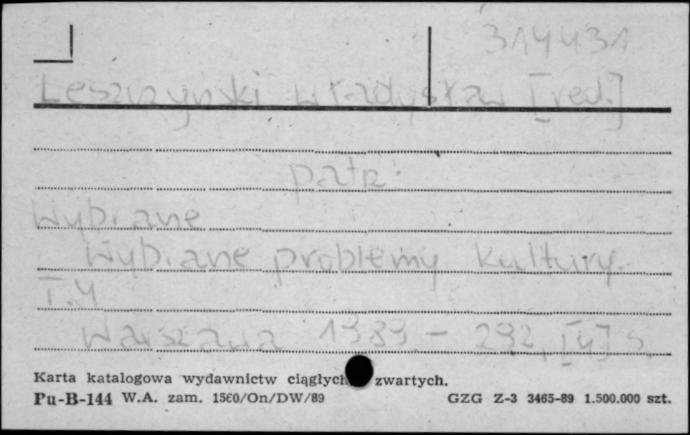 314431
Leszczyński Władysław [red.]
patrz:
Wybrane
Wybrane problemy kultury.
T.4
Warszawa 1989. – 292, [4] s.
Karta katalogowa wydawnictw ciągłych zwartych.
Pu-B-144 W.A. zam. 1560/On/DW/89 GZG Z-3 3465-89 1.500.000 szt.